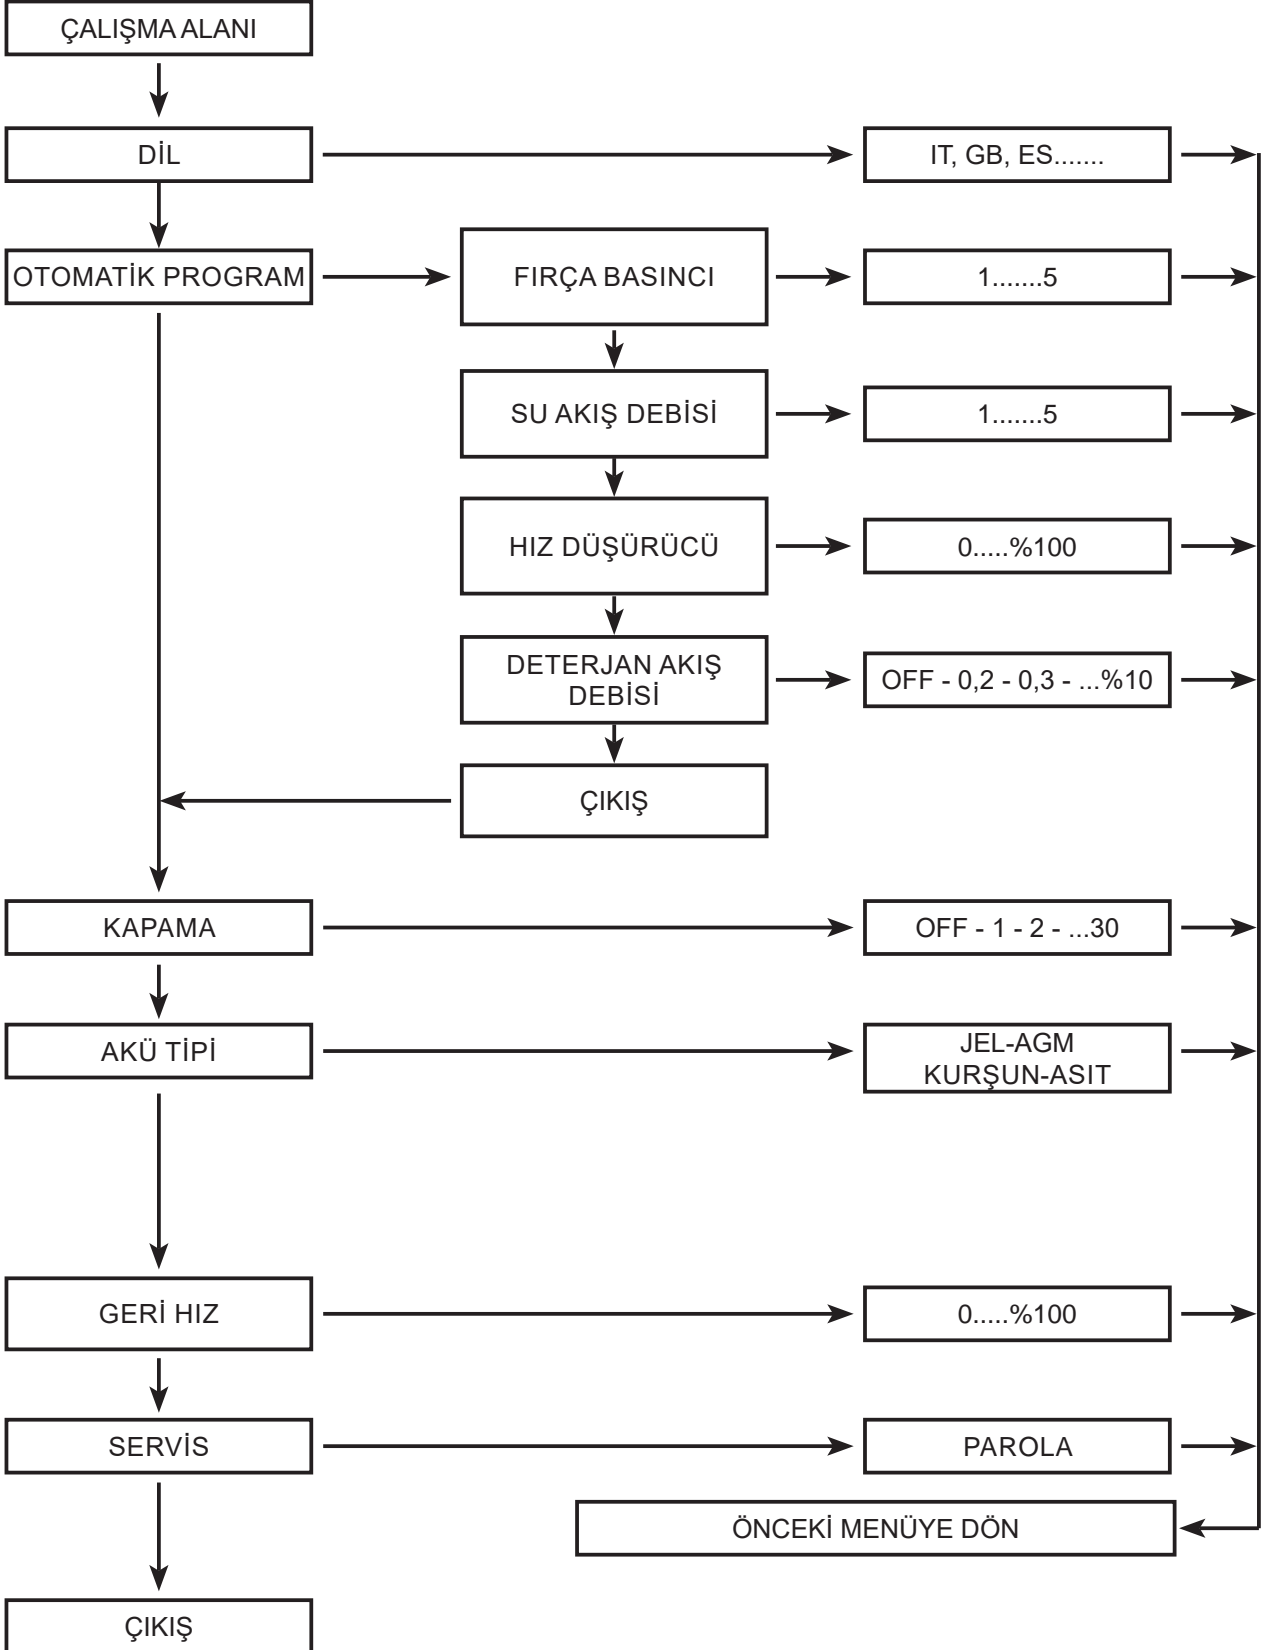 ÇALIŞMA ALANI
DİL
IT, GB, ES.......
OTOMATİK PROGRAM
FIRÇA BASINCI
1.......5
SU AKIŞ DEBİSİ
1.......5
HIZ DÜŞÜRÜCÜ
0.....%100
DETERJAN AKIŞ
DEBİSİ
OFF - 0,2 - 0,3 - ...%10
ÇIKIŞ
KAPAMA
OFF - 1 - 2 - ...30
AKÜ TİPİ
JEL-AGM
KURŞUN-ASIT
GERİ HIZ
0.....%100
SERVİS
PAROLA
ÖNCEKİ MENÜYE DÖN
ÇIKIŞ